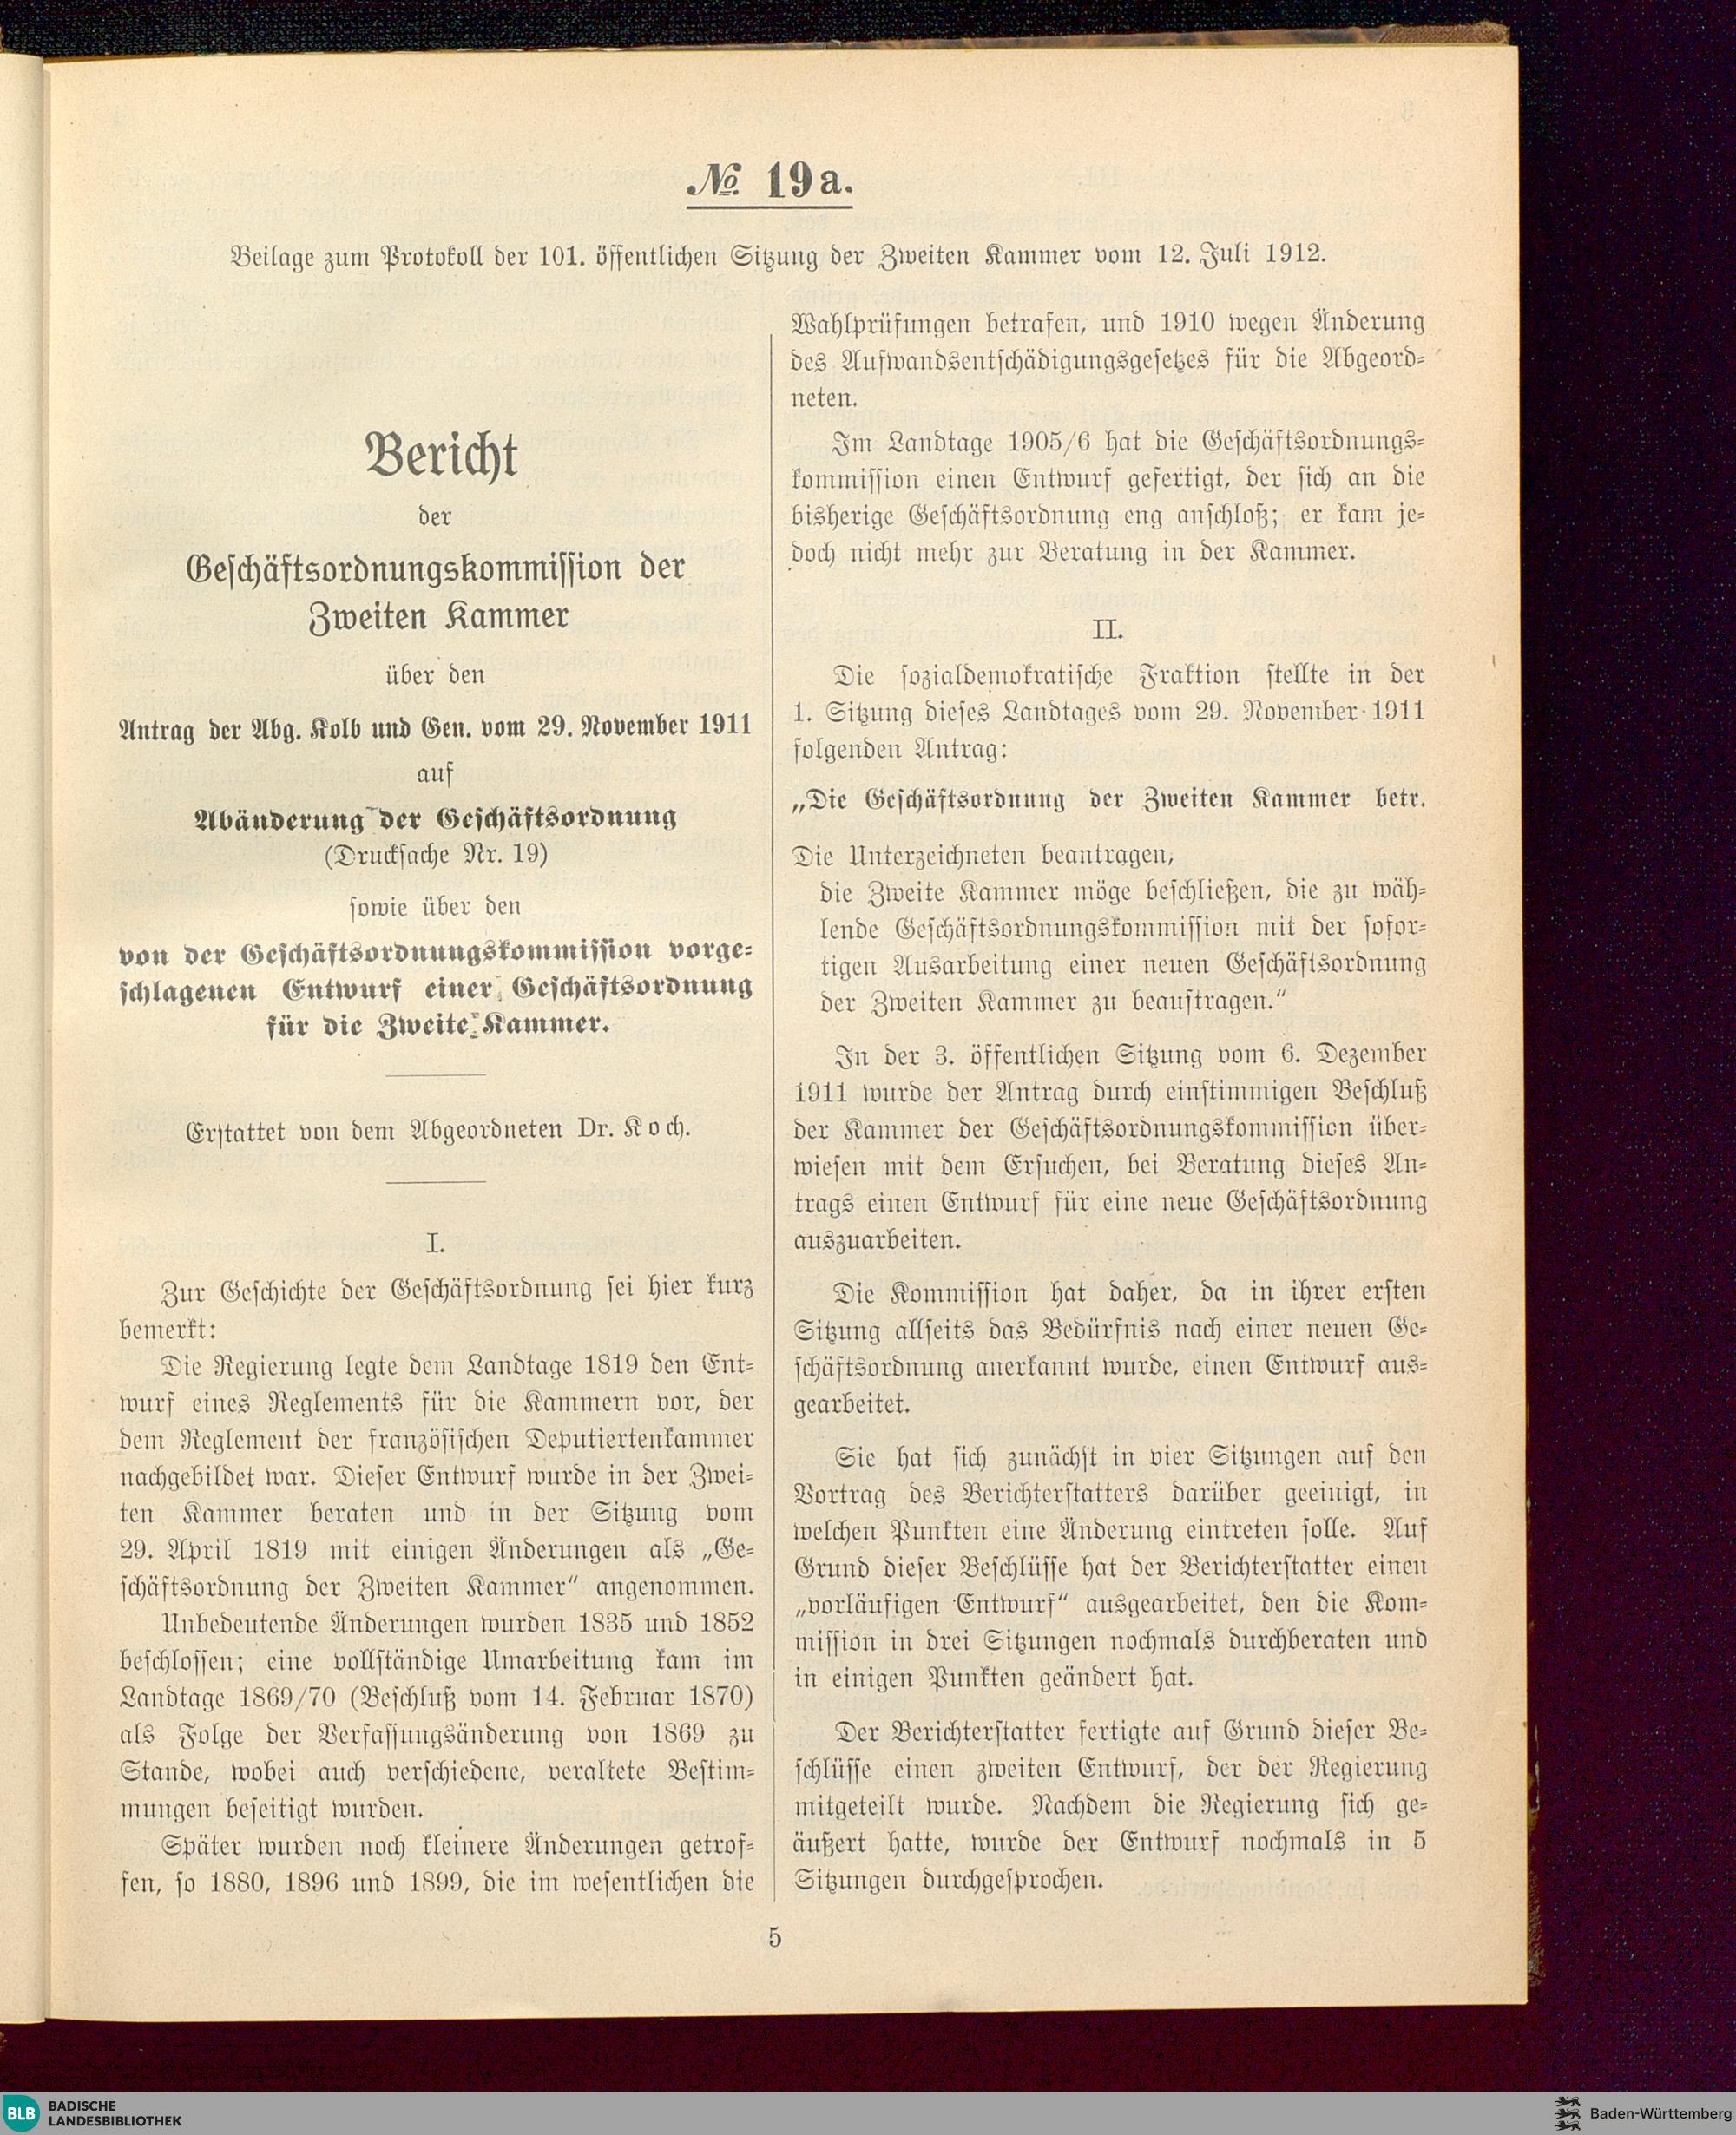 № 19a.
Beilage zum Protokoll der 101. öffentlichen Sitzung der Zweiten Kammer vom 12. Juli 1912.
Bericht
der
Geschäftsordnungskommission der
Zweiten Kammer
über den
Antrag der Abg. Kolb und Gen. vom 29. November 1911
auf
Abänderung der Geschäftsordnung
(Drucksache Nr. 19)
sowie über den
von der Geschäftsordnungskommission vorge-
schlagenen Entwurf einer Geschäftsordnung
für die Zweite Kammer.
Erstattet von dem Abgeordneten Dr. Koch.
I.
Zur Geschichte der Geschäftsordnung sei hier kurz
bemerkt:
Die Regierung legte dem Landtage 1819 den Ent-
wurf eines Reglements für die Kammern vor, der
dem Reglement der französischen Deputiertenkammer
nachgebildet war. Dieser Entwurf wurde in der Zwei-
ten Kammer beraten und in der Sitzung vom
29. April 1819 mit einigen Änderungen als „Ge-
schäftsordnung der Zweiten Kammer“ angenommen.
Unbedeutende Änderungen wurden 1835 und 1852
beschlossen; eine vollständige Umarbeitung kam im
Landtage 1869/70 (Beschluß vom 14. Februar 1870)
als Folge der Verfassungsänderung von 1869 zu
Stande, wobei auch verschiedene, veraltete Bestim-
mungen beseitigt wurden.
Später wurden noch kleinere Änderungen getrof-
fen, so 1880, 1896 und 1899, die im wesentlichen die
Wahlprüfungen betrafen, und 1910 wegen Änderung
des Aufwandsentschädigungsgesetzes für die Abgeord-
neten.
Im Landtage 1905/6 hat die Geschäftsordnungs-
kommission einen Entwurf gefertigt, der sich an die
bisherige Geschäftsordnung eng anschloß; er kam je-
doch nicht mehr zur Beratung in der Kammer.
II.
Die sozialdemokratische Fraktion stellte in der
1. Sitzung dieses Landtages vom 29. November 1911
folgenden Antrag:
„Die Geschäftsordnung der Zweiten Kammer betr.
Die Unterzeichneten beantragen,
die Zweite Kammer möge beschließen, die zu wäh-
lende Geschäftsordnungskommission mit der sofor-
tigen Ausarbeitung einer neuen Geschäftsordnung
der Zweiten Kammer zu beauftragen.“
In der 3. öffentlichen Sitzung vom 6. Dezember
1911 wurde der Antrag durch einstimmigen Beschluß
der Kammer der Geschäftsordnungskommission über-
wiesen mit dem Ersuchen, bei Beratung dieses An-
trags einen Entwurf für eine neue Geschäftsordnung
auszuarbeiten.
Die Kommission hat daher, da in ihrer ersten
Sitzung allseits das Bedürfnis nach einer neuen Ge-
schäftsordnung anerkannt wurde, einen Entwurf aus-
gearbeitet.
Sie hat sich zunächst in vier Sitzungen auf den
Vortrag des Berichterstatters darüber geeinigt, in
welchen Punkten eine Änderung eintreten solle. Auf
Grund dieser Beschlüsse hat der Berichterstatter einen
„vorläufigen Entwurf“ ausgearbeitet, den die Kom-
mission in drei Sitzungen nochmals durchberaten und
in einigen Punkten geändert hat.
Der Berichterstatter fertigte auf Grund dieser Be-
schlüsse einen zweiten Entwurf, der der Regierung
mitgeteilt wurde. Nachdem die Regierung sich ge-
äußert hatte, wurde der Entwurf nochmals in 5
Sitzungen durchgesprochen.
5
BLB BADISCHE
LANDESBIBLIOTHEK
Baden-Württemberg